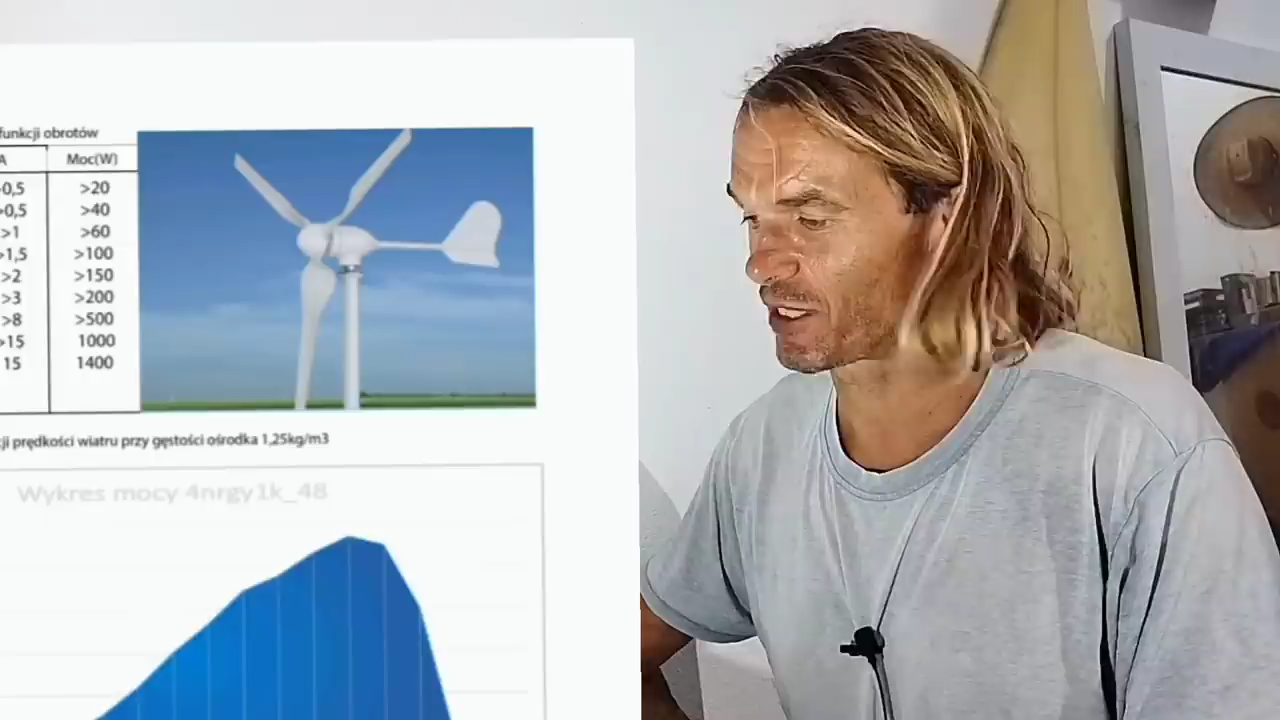 funkcji obrotów
A Moc(W)
>0,5 >20
>0,5 >40
>1 >60
>1,5 >100
>2 >150
>3 >200
>8 >500
>15 1000
15 1400
prędkości wiatru przy gęstości ośrodka 1,25kg/m3
Wykres mocy 4nrgy1k_48